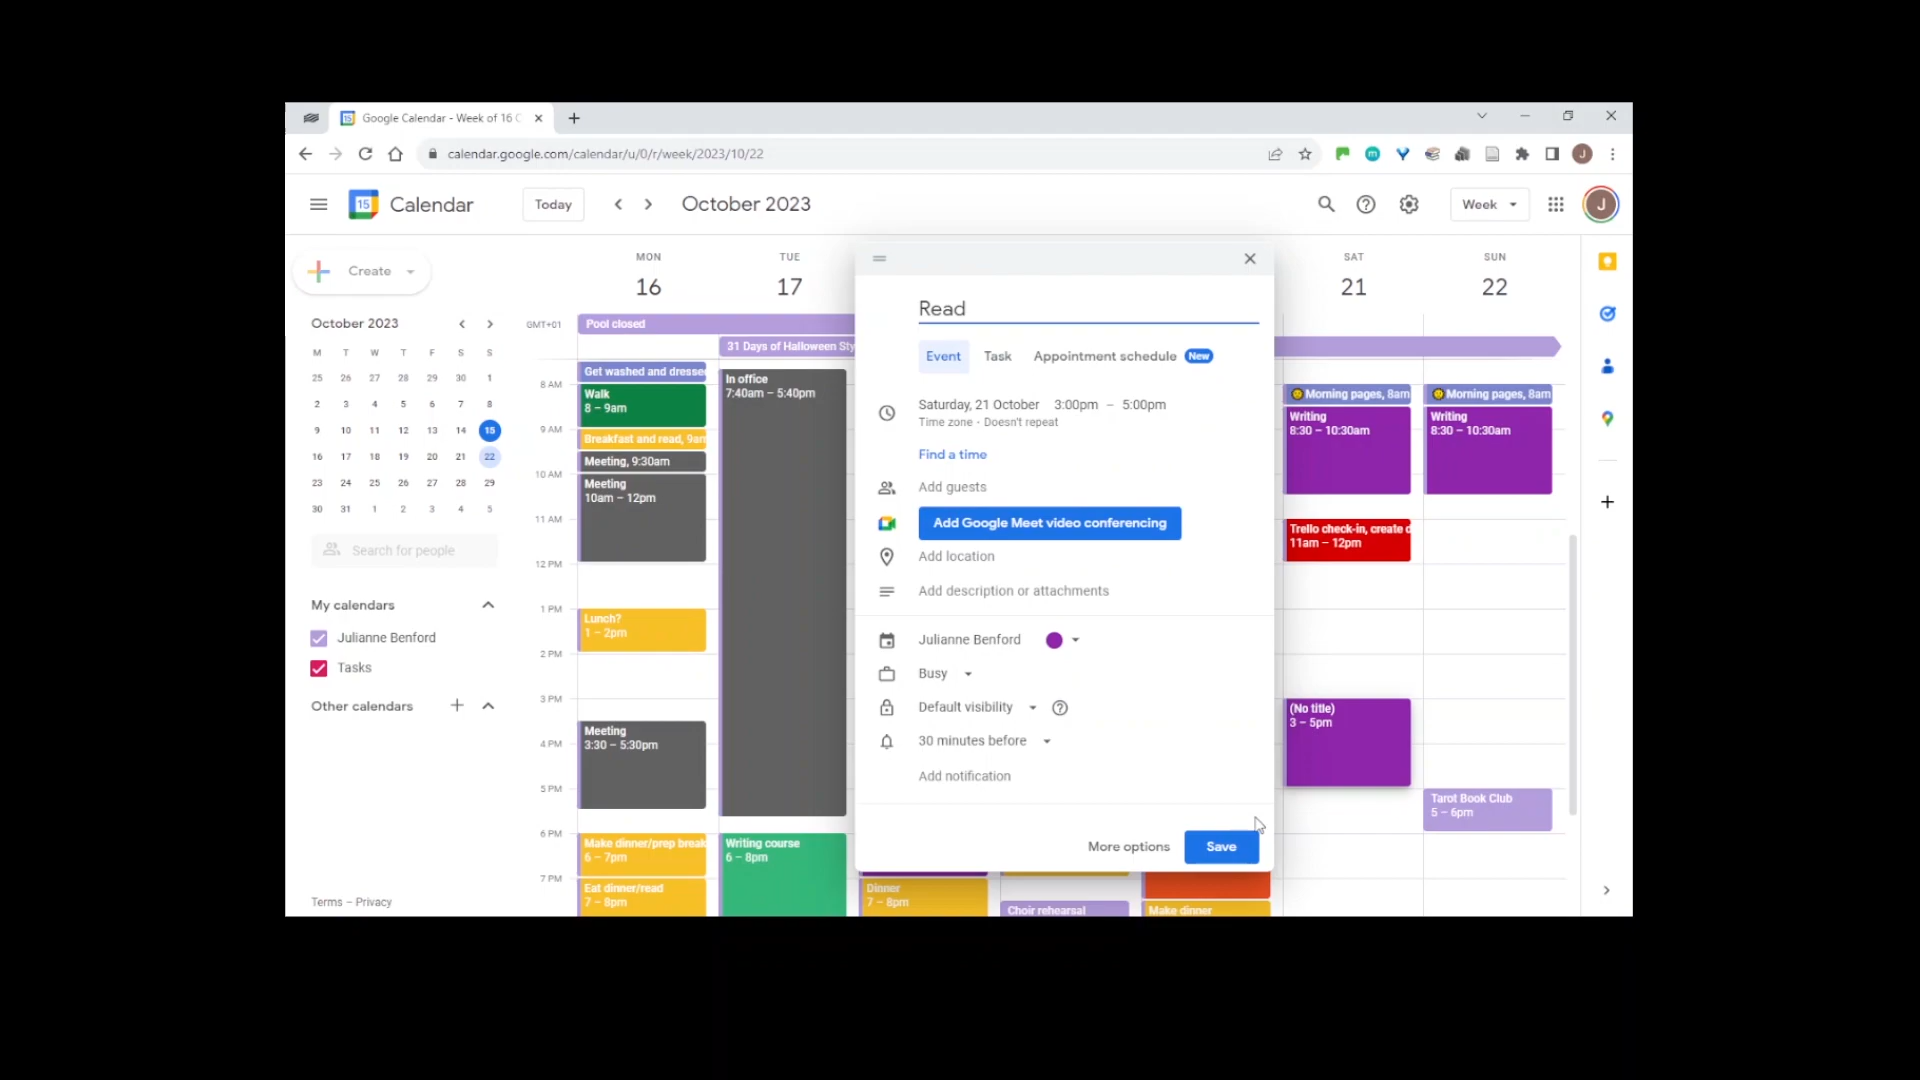 Google Calendar - Week of 16 O
calendar.google.com/calendar/u/0/r/week/2023/10/22
15
Calendar
Today
October 2023
Week
J
Create
October 2023
M T W T F S S
25 26 27 28 29 30 1
2 3 4 5 6 7 8
9 10 11 12 13 14 15
16 17 18 19 20 21 22
23 24 25 26 27 28 29
30 31 1 2 3 4 5
Search for people
My calendars
Julianne Benford
Tasks
Other calendars
Terms – Privacy
GMT+01
8 AM
9 AM
10 AM
11 AM
12 PM
1 PM
2 PM
3 PM
4 PM
5 PM
6 PM
7 PM
MON
16
Pool closed
Get washed and dressed
Walk
8 – 9am
Breakfast and read, 9am
Meeting, 9:30am
Meeting
10am – 12pm
Lunch?
1 – 2pm
Meeting
3:30 – 5:30pm
Make dinner/prep break
6 – 7pm
Eat dinner/read
7 – 8pm
TUE
17
31 Days of Halloween Sty
In office
7:40am – 5:40pm
Writing course
6 – 8pm
Read
Event Task Appointment schedule New
Saturday, 21 October 3:00pm – 5:00pm
Time zone · Doesn't repeat
Find a time
Add guests
Add Google Meet video conferencing
Add location
Add description or attachments
Julianne Benford
Busy
Default visibility
30 minutes before
Add notification
More options
Save
Dinner
7 – 8pm
Choir rehearsal
Make dinner
SAT
21
Morning pages, 8am
Writing
8:30 – 10:30am
Trello check-in, create d
11am – 12pm
(No title)
3 – 5pm
SUN
22
Morning pages, 8am
Writing
8:30 – 10:30am
Tarot Book Club
5 – 6pm